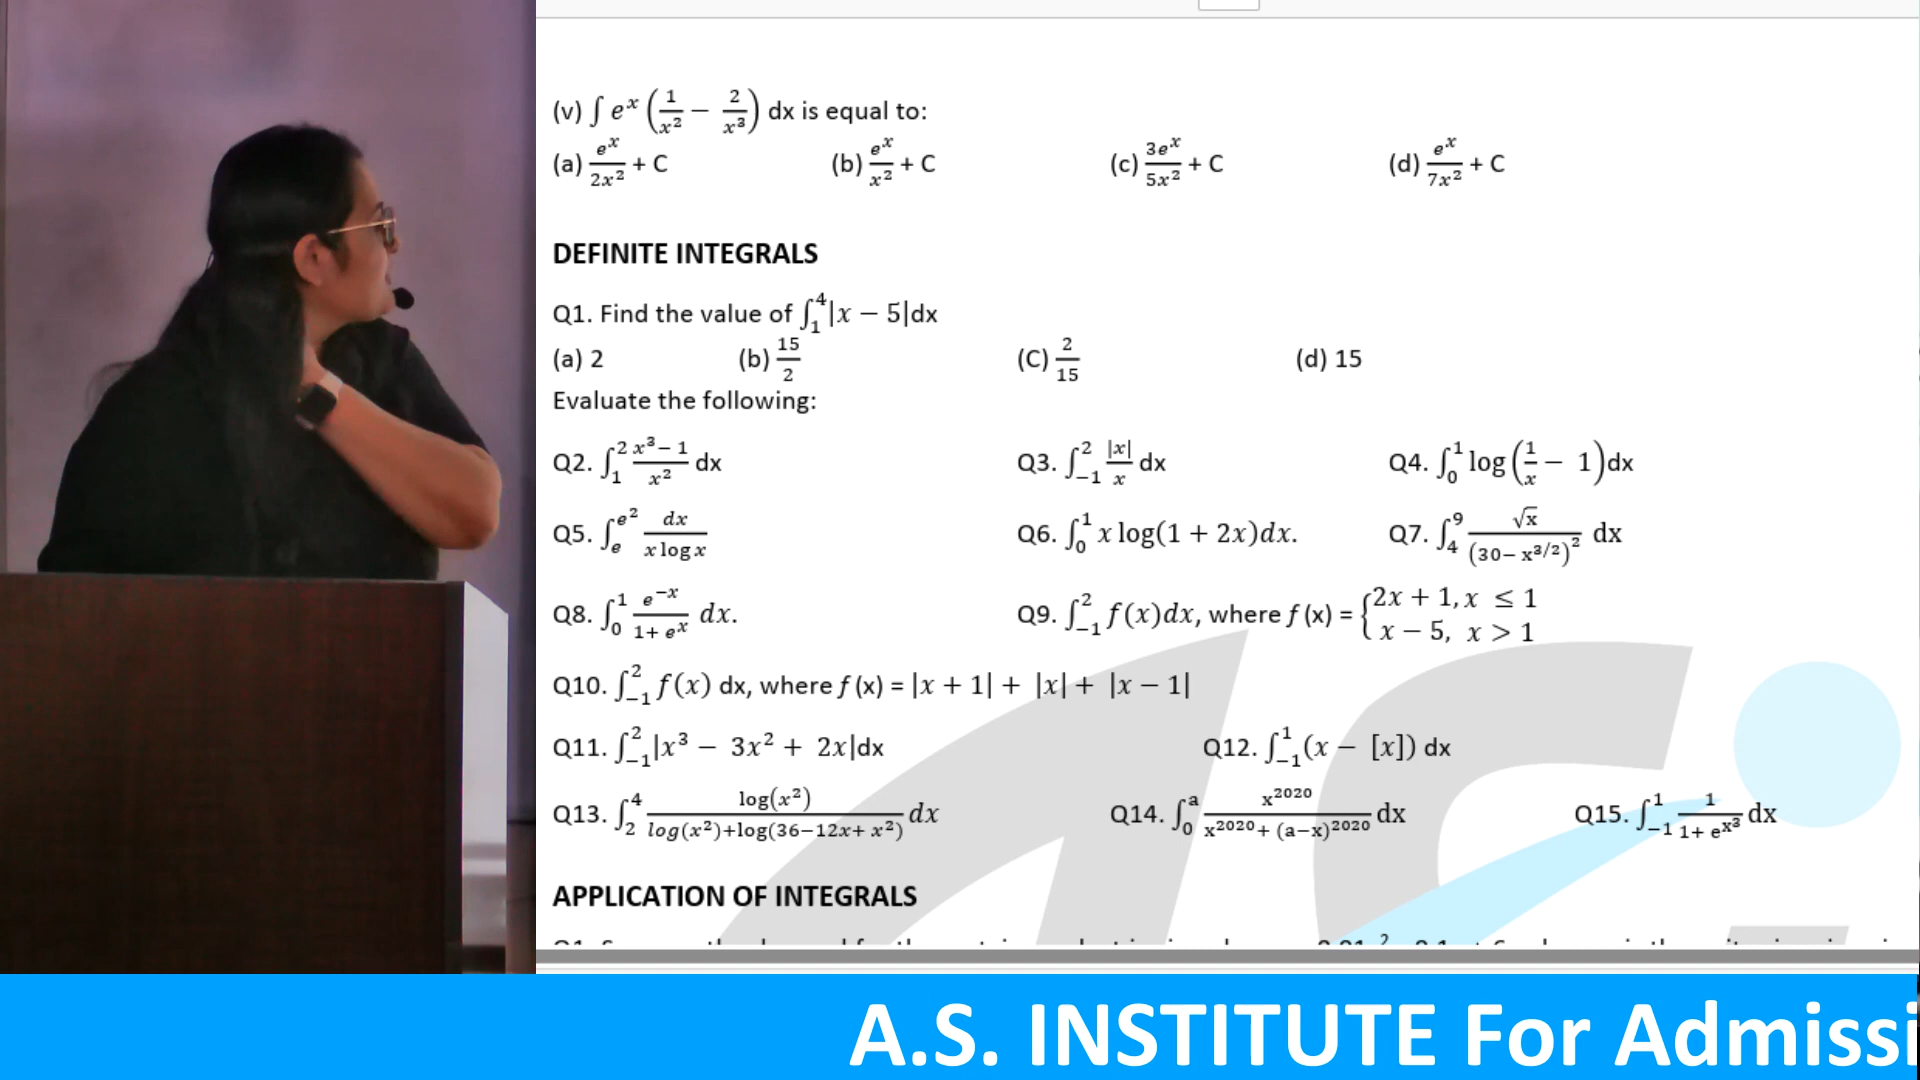 (v) ∫ eˣ (1/x² − 2/x³) dx is equal to:
(a) eˣ/2x² + C (b) eˣ/x² + C (c) 3eˣ/5x² + C (d) eˣ/7x² + C
DEFINITE INTEGRALS
Q1. Find the value of ∫₁⁴|x − 5|dx
(a) 2 (b) 15/2 (C) 2/15 (d) 15
Evaluate the following:
Q2. ∫₁² (x³ − 1)/x² dx Q3. ∫₋₁² |x|/x dx Q4. ∫₀¹ log(1/x − 1)dx
Q5. ∫ₑ^(e²) dx/(x log x) Q6. ∫₀¹ x log(1 + 2x)dx. Q7. ∫₄⁹ √x/(30− x^(3/2))² dx
Q8. ∫₀¹ e⁻ˣ/(1+ eˣ) dx. Q9. ∫₋₁² f(x)dx, where f (x) = {2x + 1, x ≤ 1
x − 5, x > 1
Q10. ∫₋₁² f(x) dx, where f (x) = |x + 1| + |x| + |x − 1|
Q11. ∫₋₁²|x³ − 3x² + 2x|dx Q12. ∫₋₁¹(x − [x]) dx
Q13. ∫₂⁴ log(x²)/(log(x²)+log(36−12x+ x²)) dx Q14. ∫₀ᵃ x²⁰²⁰/(x²⁰²⁰+ (a−x)²⁰²⁰) dx Q15. ∫₋₁¹ 1/(1+ e^(x³)) dx
APPLICATION OF INTEGRALS
A.S. INSTITUTE For Admissi